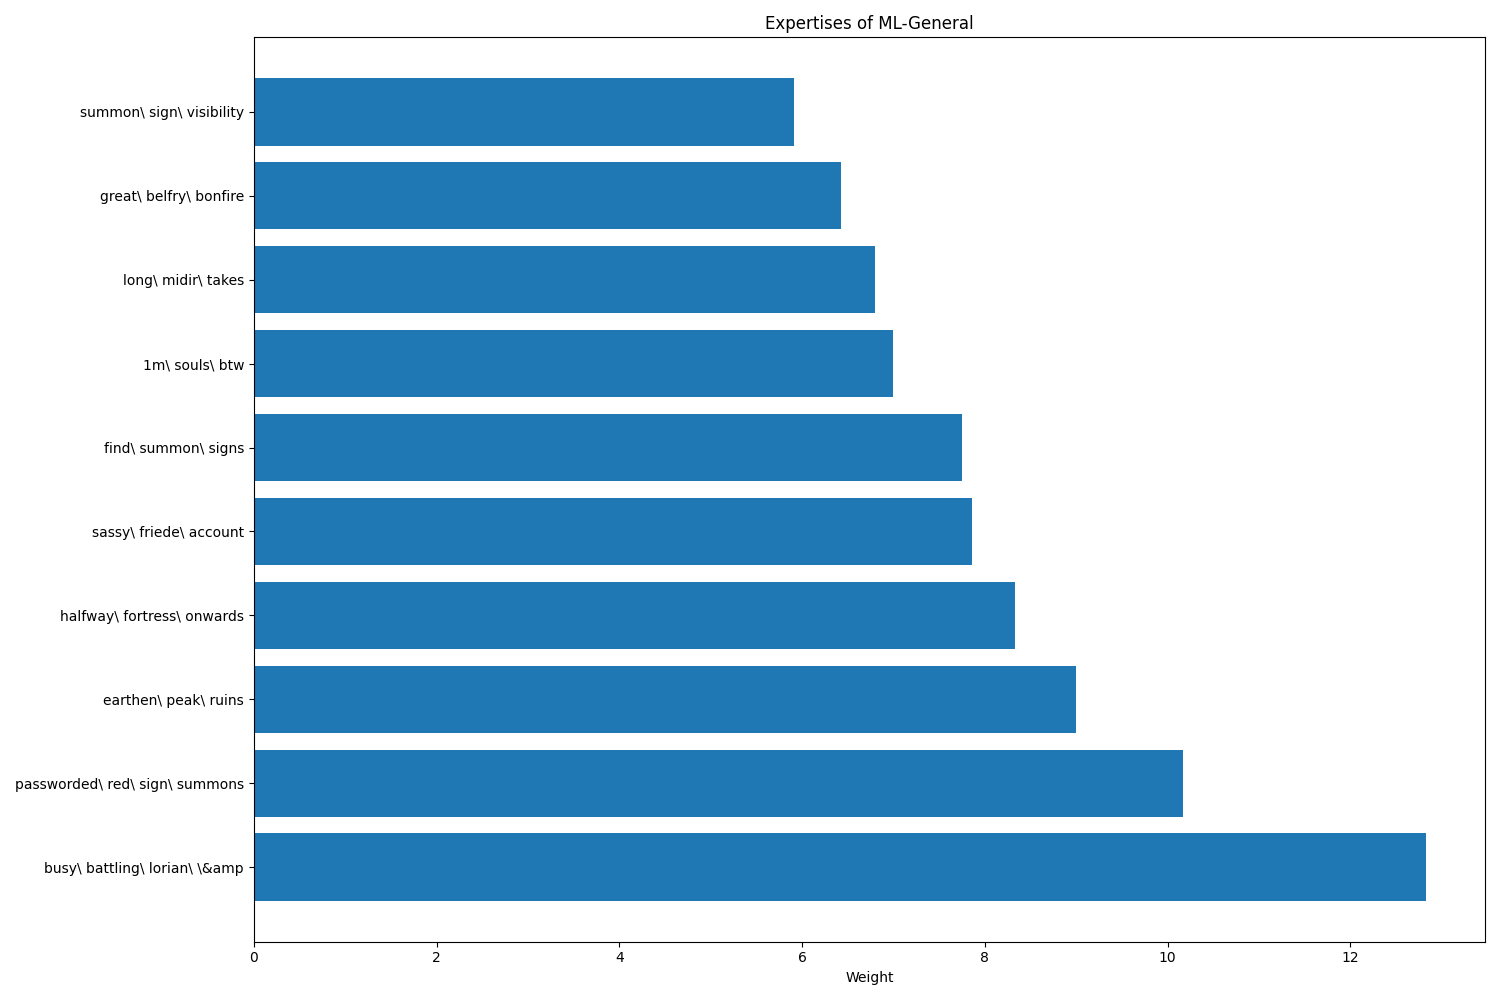 Expertises of ML-General
summon\ sign\ visibility
great\ belfry\ bonfire
long\ midir\ takes
1m\ souls\ btw
find\ summon\ signs
sassy\ friede\ account
halfway\ fortress\ onwards
earthen\ peak\ ruins
passworded\ red\ sign\ summons
busy\ battling\ lorian\ \&amp
0 2 4 6 8 10 12
Weight